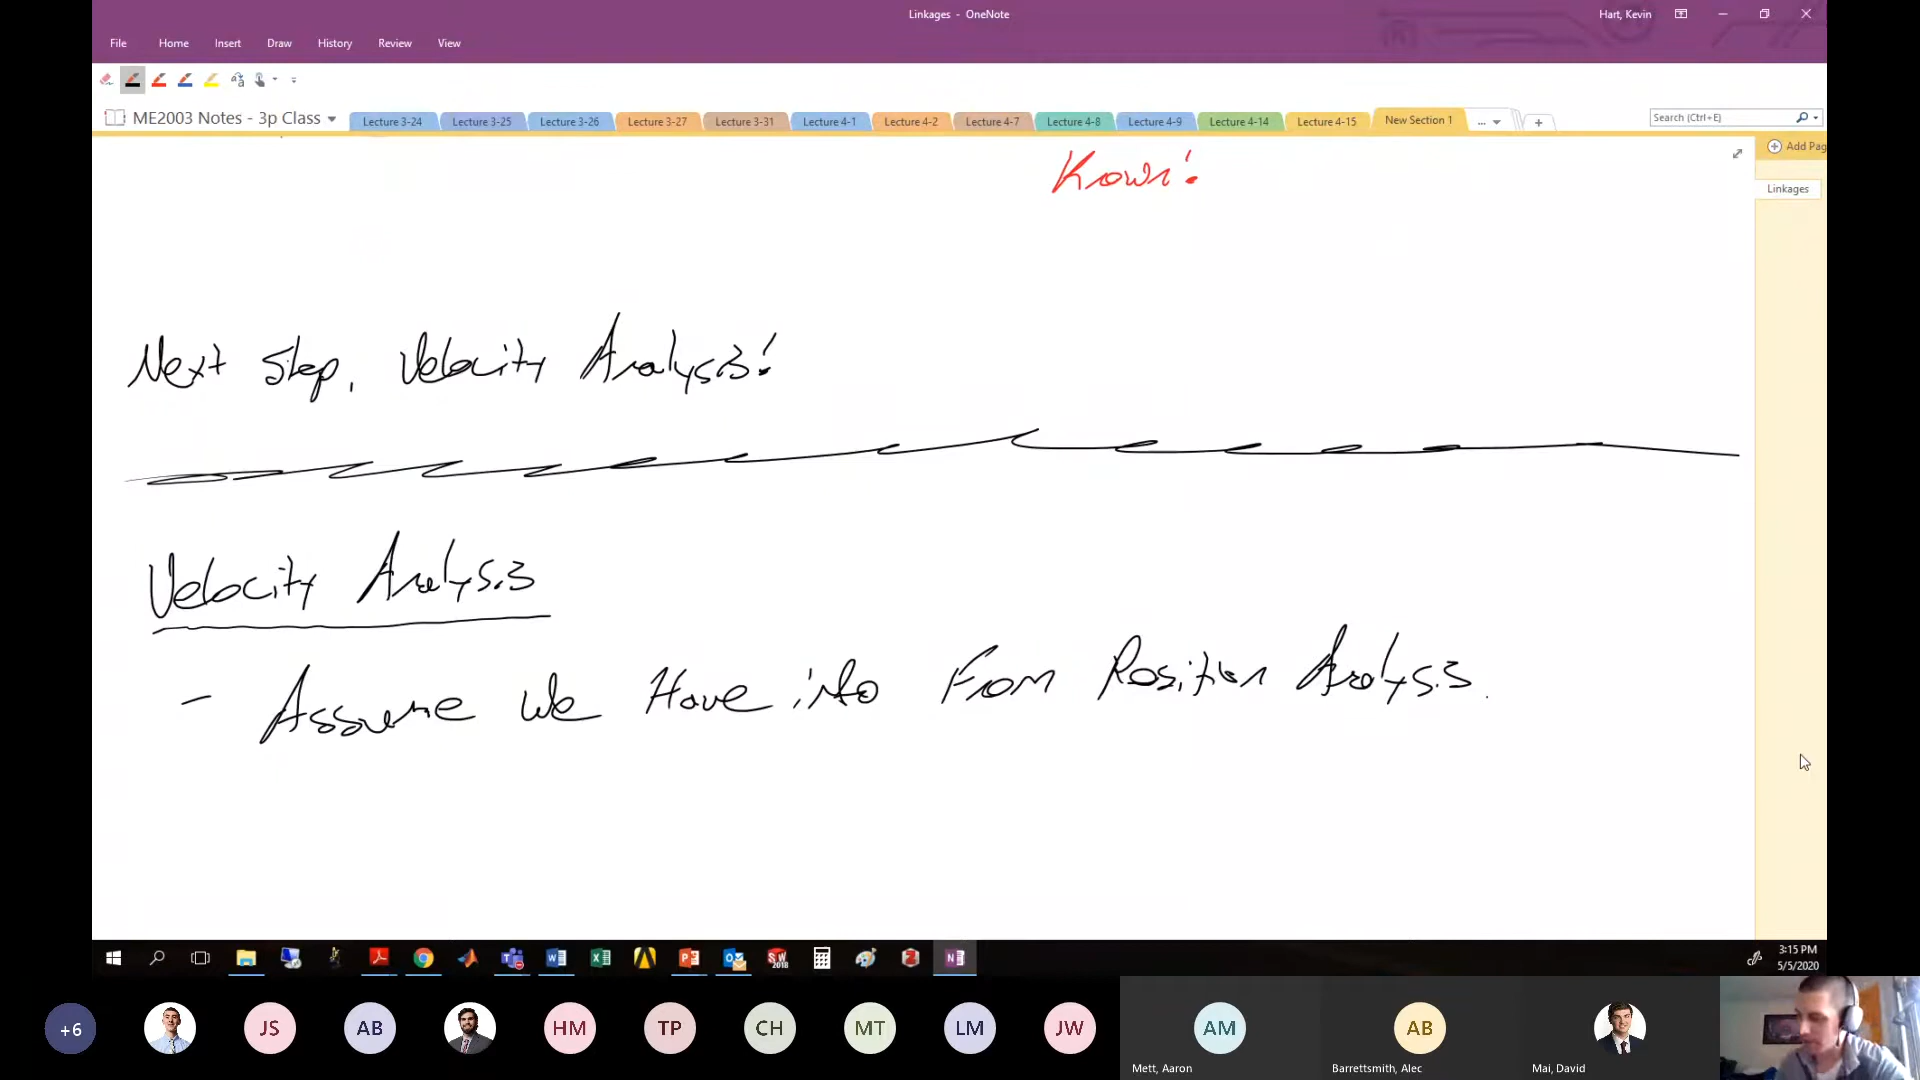 Linkages - OneNote
Hart, Kevin
File Home Insert Draw History Review View
ME2003 Notes - 3p Class
Lecture 3-24 Lecture 3-25 Lecture 3-26 Lecture 3-27 Lecture 3-31 Lecture 4-1 Lecture 4-2 Lecture 4-7 Lecture 4-8 Lecture 4-9 Lecture 4-14 Lecture 4-15 New Section 1 ...
Search (Ctrl+E)
Add Pag
Linkages
Known!
Next Step, Velocity Analysis!
Velocity Analysis
- Assume We Have info From Position Analysis.
3:15 PM
5/5/2020
+6 JS AB HM TP CH MT LM JW AM AB
Mett, Aaron
Barrettsmith, Alec
Mai, David